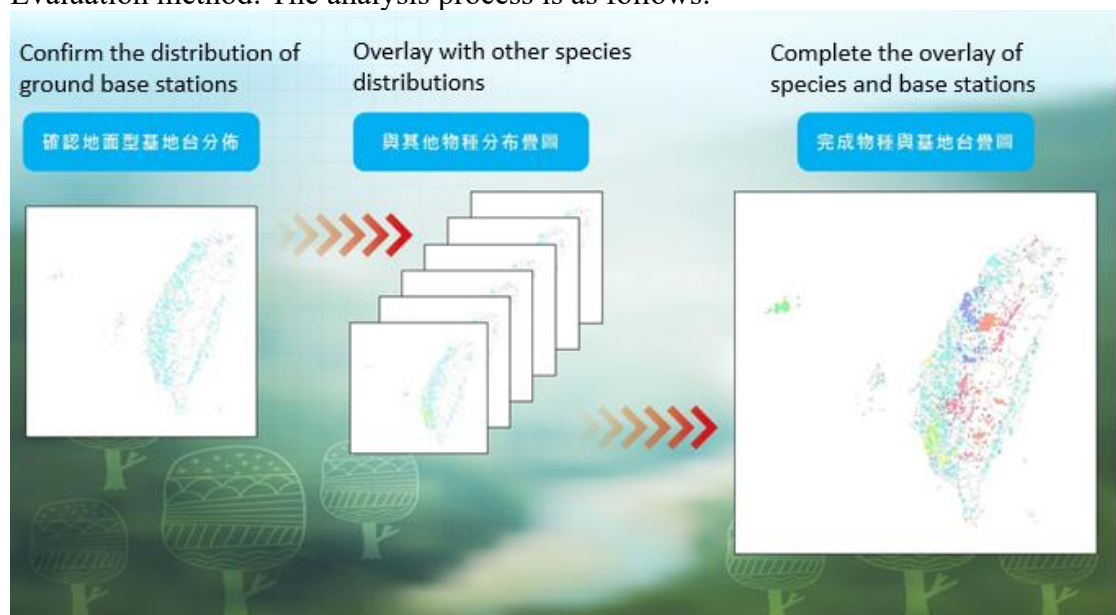 Evaluation method. The analysis process is as follows:
Confirm the distribution of
ground base stations
確認地面型基地台分佈
Overlay with other species
distributions
與其他物種分布疊圖
Complete the overlay of
species and base stations
完成物種與基地台疊圖